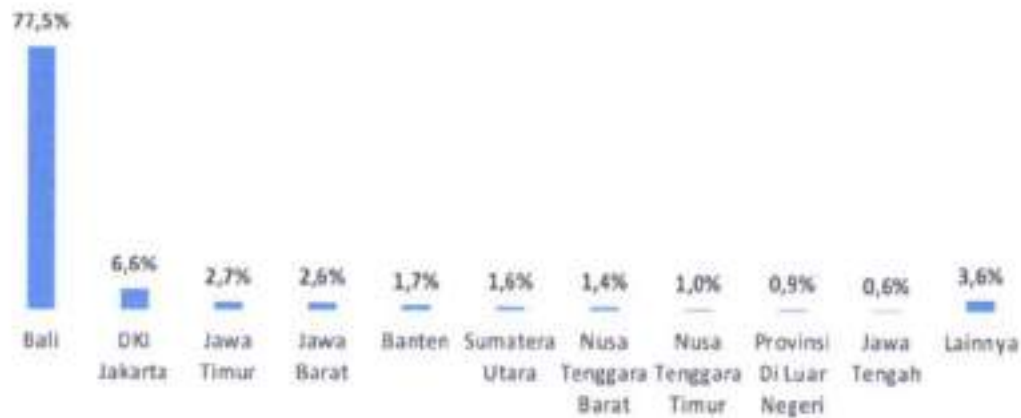 77,5%
6,6%
2,7%
2,6%
1,7%
1,6%
1,4%
1,0%
0,9%
0,6%
3,6%
Bali
DKI
Jakarta
Jawa
Timur
Jawa
Barat
Banten
Sumatera
Utara
Nusa
Tenggara
Barat
Nusa
Tenggara
Timur
Provinsi
Di Luar
Negeri
Jawa
Tengah
Lainnya